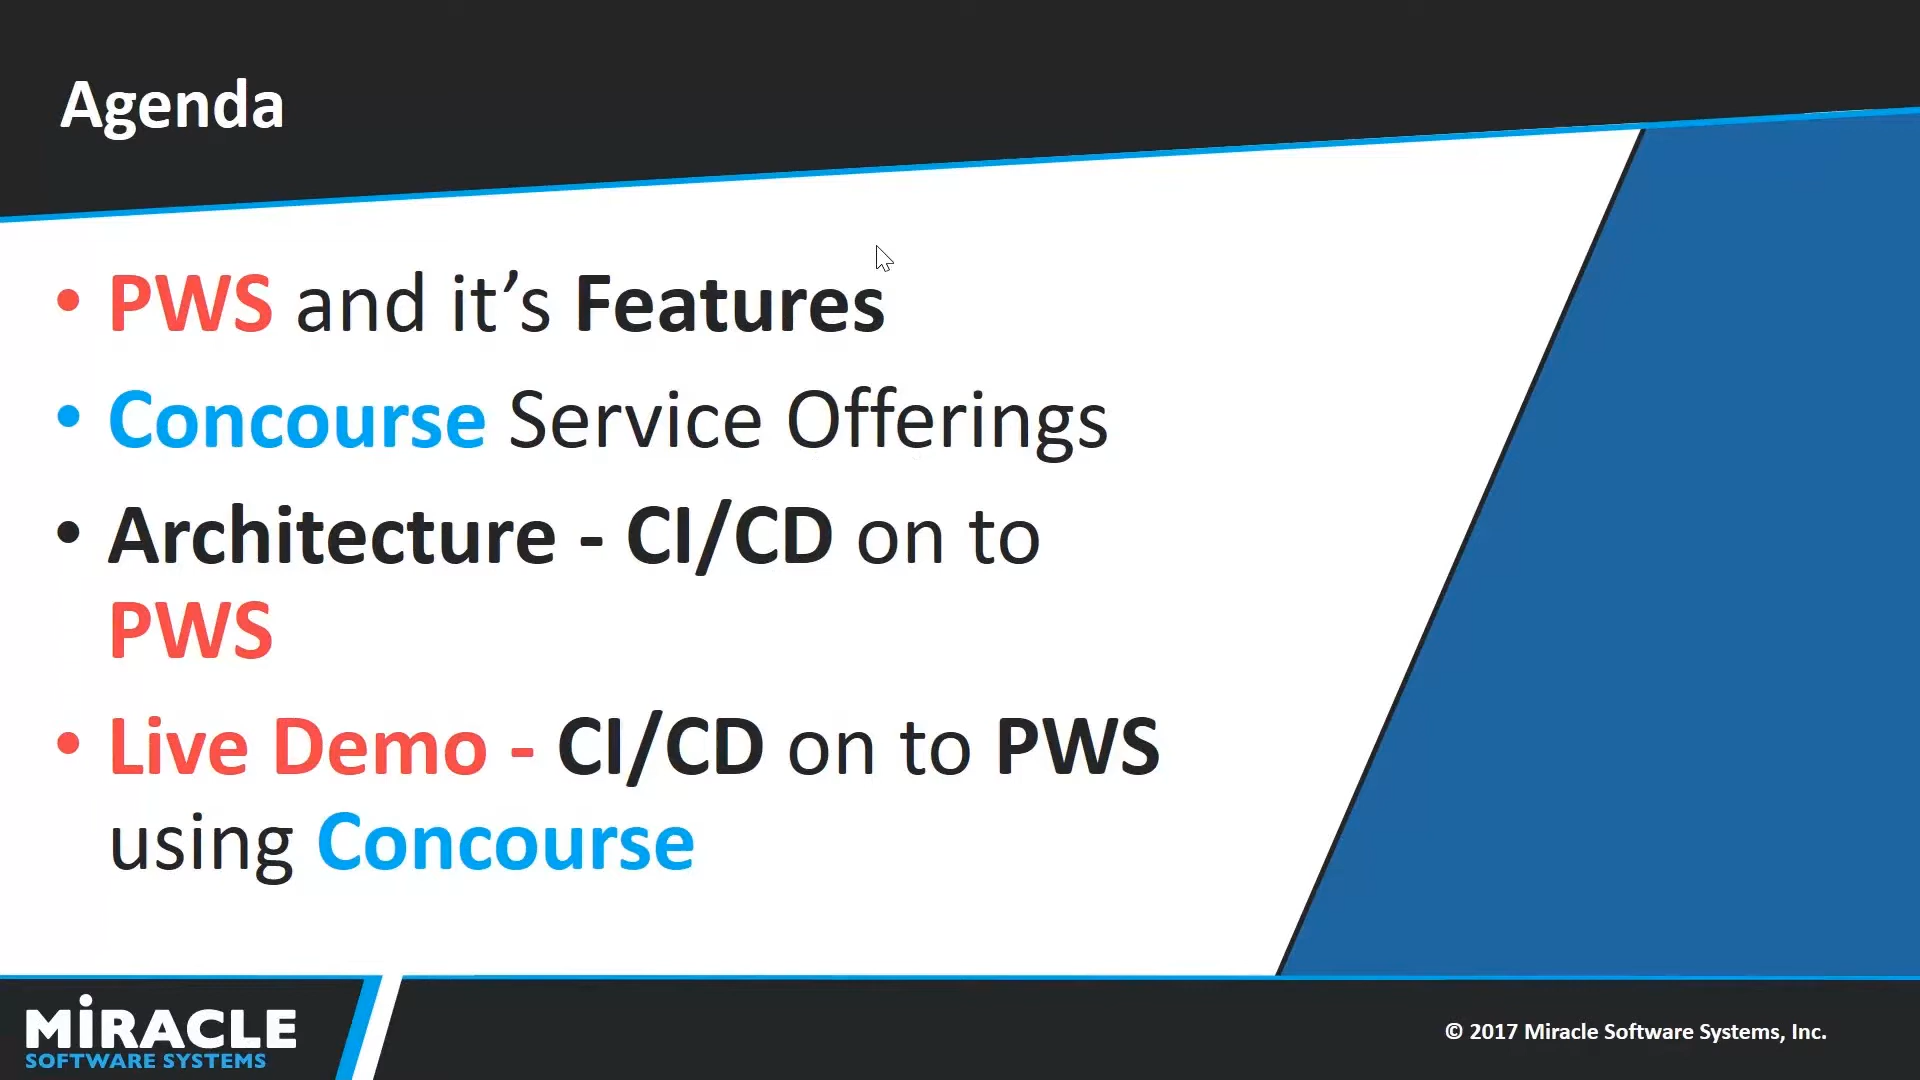 Agenda
• PWS and it’s Features
• Concourse Service Offerings
• Architecture - CI/CD on to
PWS
• Live Demo - CI/CD on to PWS
using Concourse
MiRACLE
SOFTWARE SYSTEMS
© 2017 Miracle Software Systems, Inc.